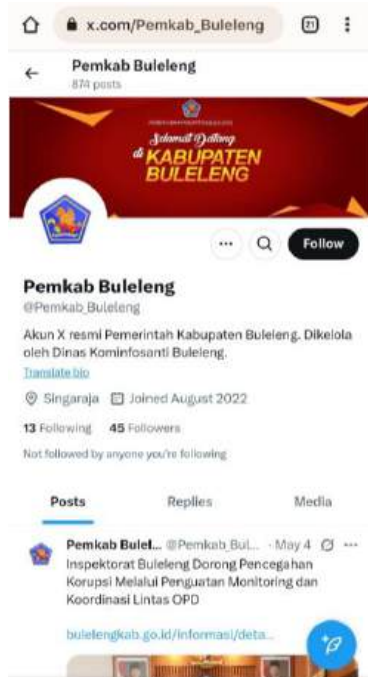 x.com/Pemkab_Buleleng
21
Pemkab Buleleng
874 posts
Selamat Datang
di KABUPATEN
BULELENG
Follow
Pemkab Buleleng
@Pemkab_Buleleng
Akun X resmi Pemerintah Kabupaten Buleleng. Dikelola
oleh Dinas Kominfosanti Buleleng.
Translate bio
Singaraja Joined August 2022
13 Following 45 Followers
Not followed by anyone you're following
Posts Replies Media
Pemkab Bulel... @Pemkab_Bul... · May 4
Inspektorat Buleleng Dorong Pencegahan
Korupsi Melalui Penguatan Monitoring dan
Koordinasi Lintas OPD
bulelengkab.go.id/informasi/deta...